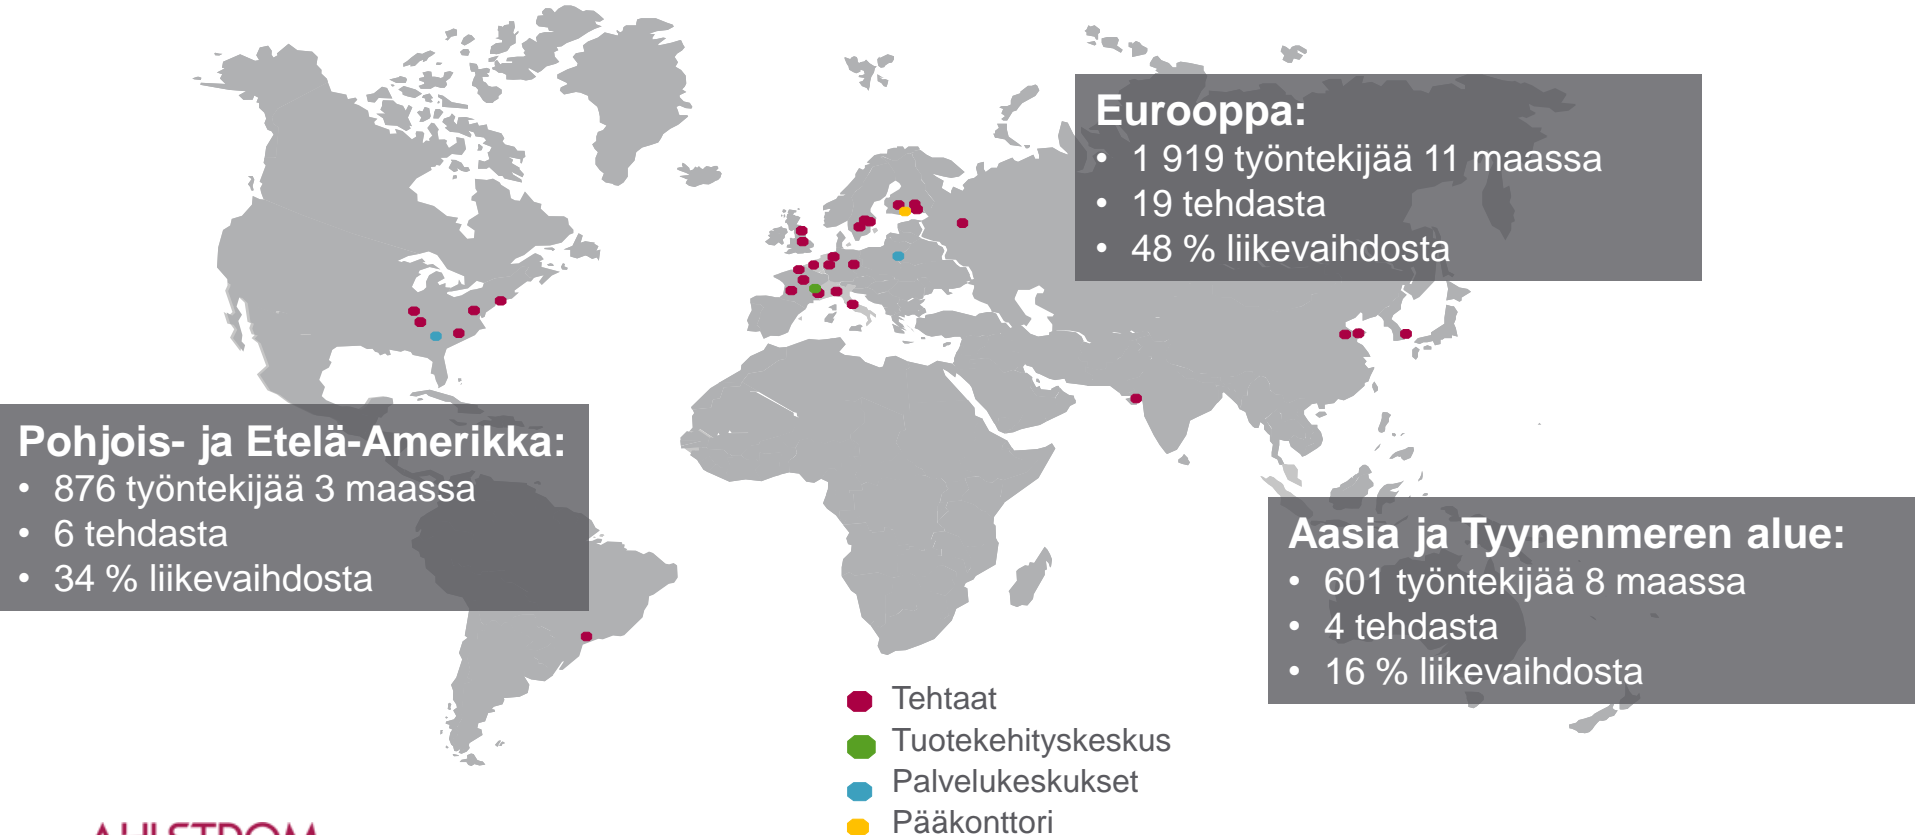 Eurooppa:
• 1 919 työntekijää 11 maassa
• 19 tehdasta
• 48 % liikevaihdosta
Pohjois- ja Etelä-Amerikka:
• 876 työntekijää 3 maassa
• 6 tehdasta
• 34 % liikevaihdosta
Aasia ja Tyynenmeren alue:
• 601 työntekijää 8 maassa
• 4 tehdasta
• 16 % liikevaihdosta
Tehtaat
Tuotekehityskeskus
Palvelukeskukset
Pääkonttori
AHLSTROM